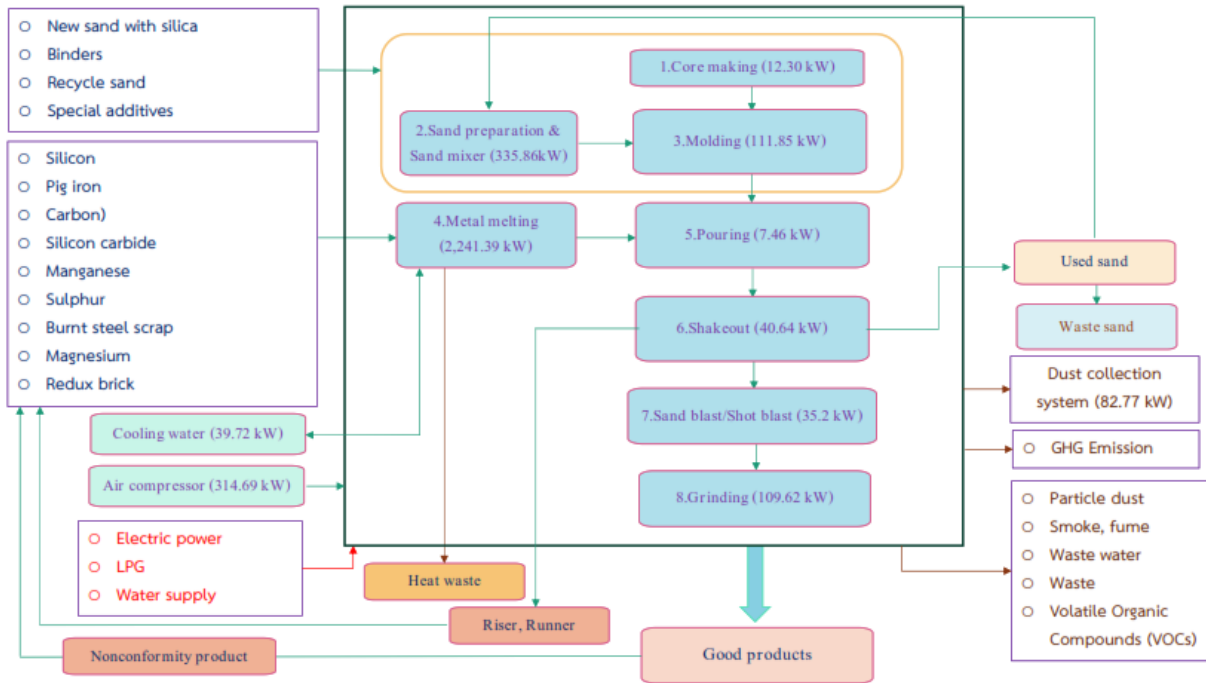 New sand with silica
Binders
Recycle sand
Special additives
1.Core making (12.30 kW)
2.Sand preparation &
Sand mixer (335.86kW)
3.Molding (111.85 kW)
Silicon
Pig iron
Carbon)
Silicon carbide
Manganese
Sulphur
Burnt steel scrap
Magnesium
Redux brick
4.Metal melting
(2,241.39 kW)
5.Pouring (7.46 kW)
Used sand
Waste sand
6.Shakeout (40.64 kW)
Dust collection
system (82.77 kW)
7.Sand blast/Shot blast (35.2 kW)
Cooling water (39.72 kW)
GHG Emission
Air compressor (314.69 kW)
8.Grinding (109.62 kW)
Electric power
LPG
Water supply
Particle dust
Smoke, fume
Waste water
Waste
Volatile Organic
Compounds (VOCs)
Heat waste
Riser, Runner
Nonconformity product
Good products